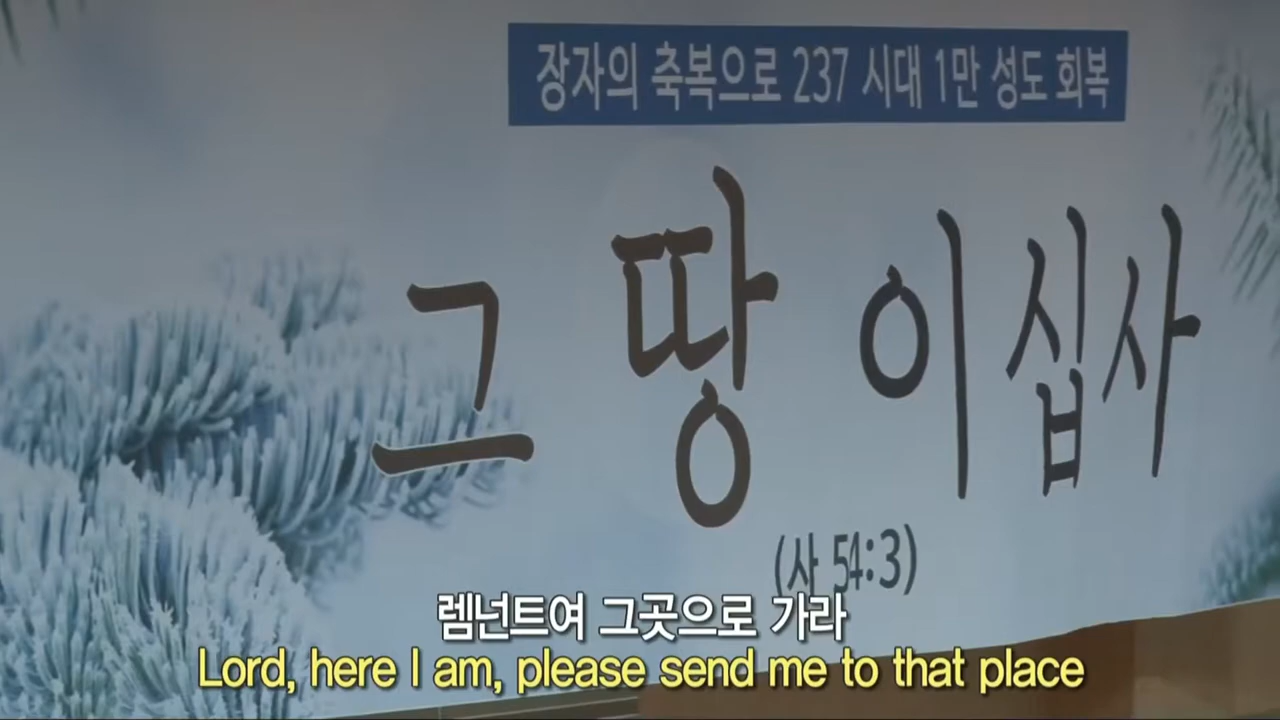 장자의 축복으로 237 시대 1만 성도 회복
그 땅 이십사
(사 54:3)
렘넌트여 그곳으로 가라
Lord, here I am, please send me to that place